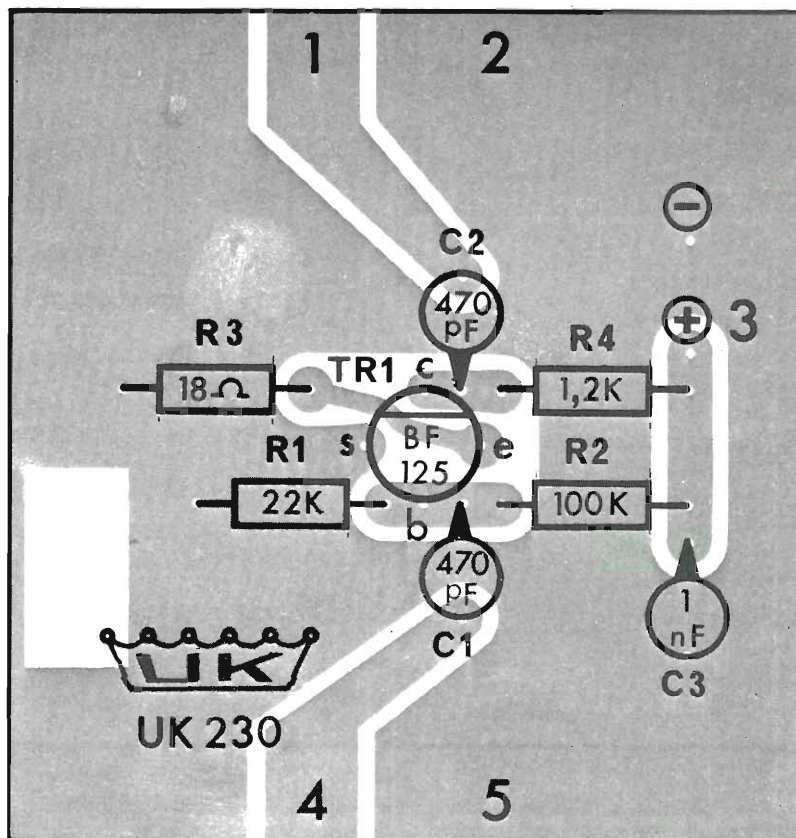 1 2
C2
470
pF
− + 3
R3
18Ω
TR1
c
R4
1,2K
s
BF
125
e
R1
22K
b
R2
100K
470
pF
C1
1
nF
C3
UK
UK 230
4 5